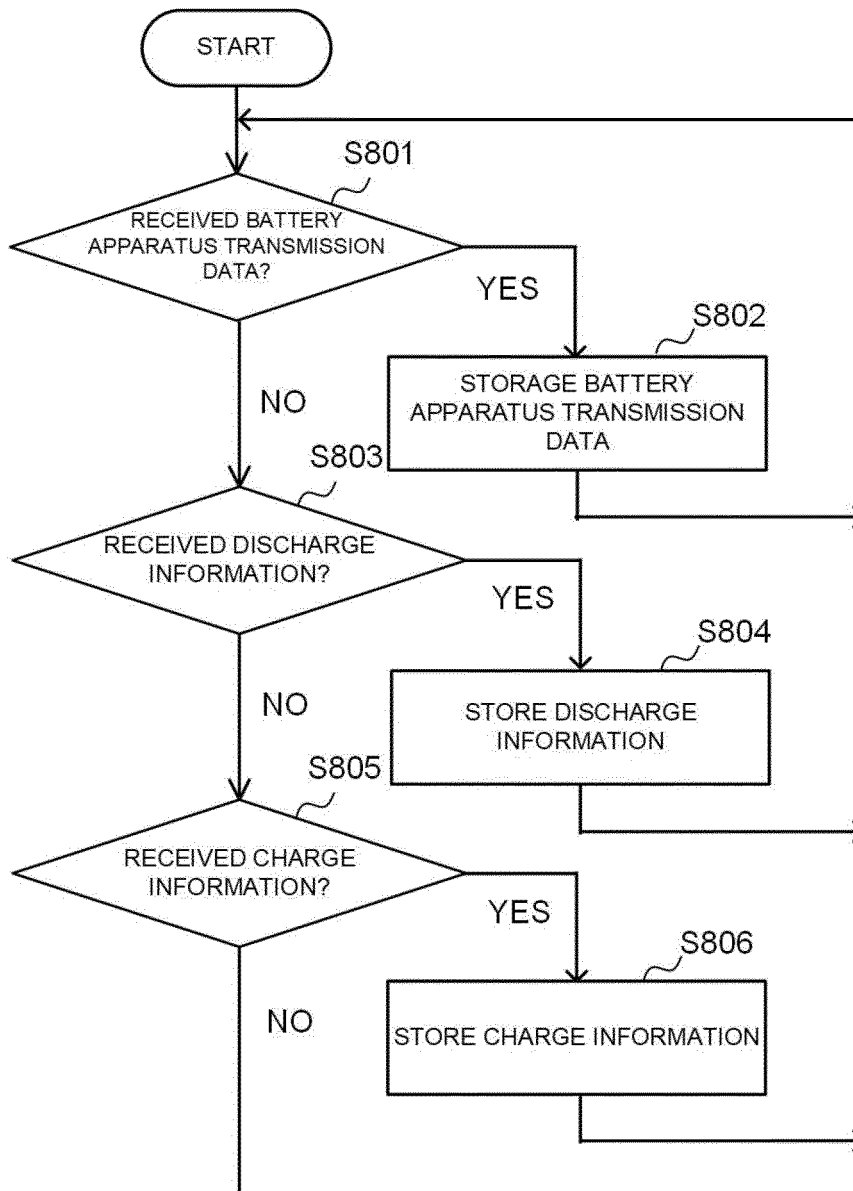 START
S801
RECEIVED BATTERY
APPARATUS TRANSMISSION
DATA?
YES
S802
STORAGE BATTERY
APPARATUS TRANSMISSION
DATA
NO
S803
RECEIVED DISCHARGE
INFORMATION?
YES
S804
STORE DISCHARGE
INFORMATION
NO
S805
RECEIVED CHARGE
INFORMATION?
YES
S806
STORE CHARGE INFORMATION
NO